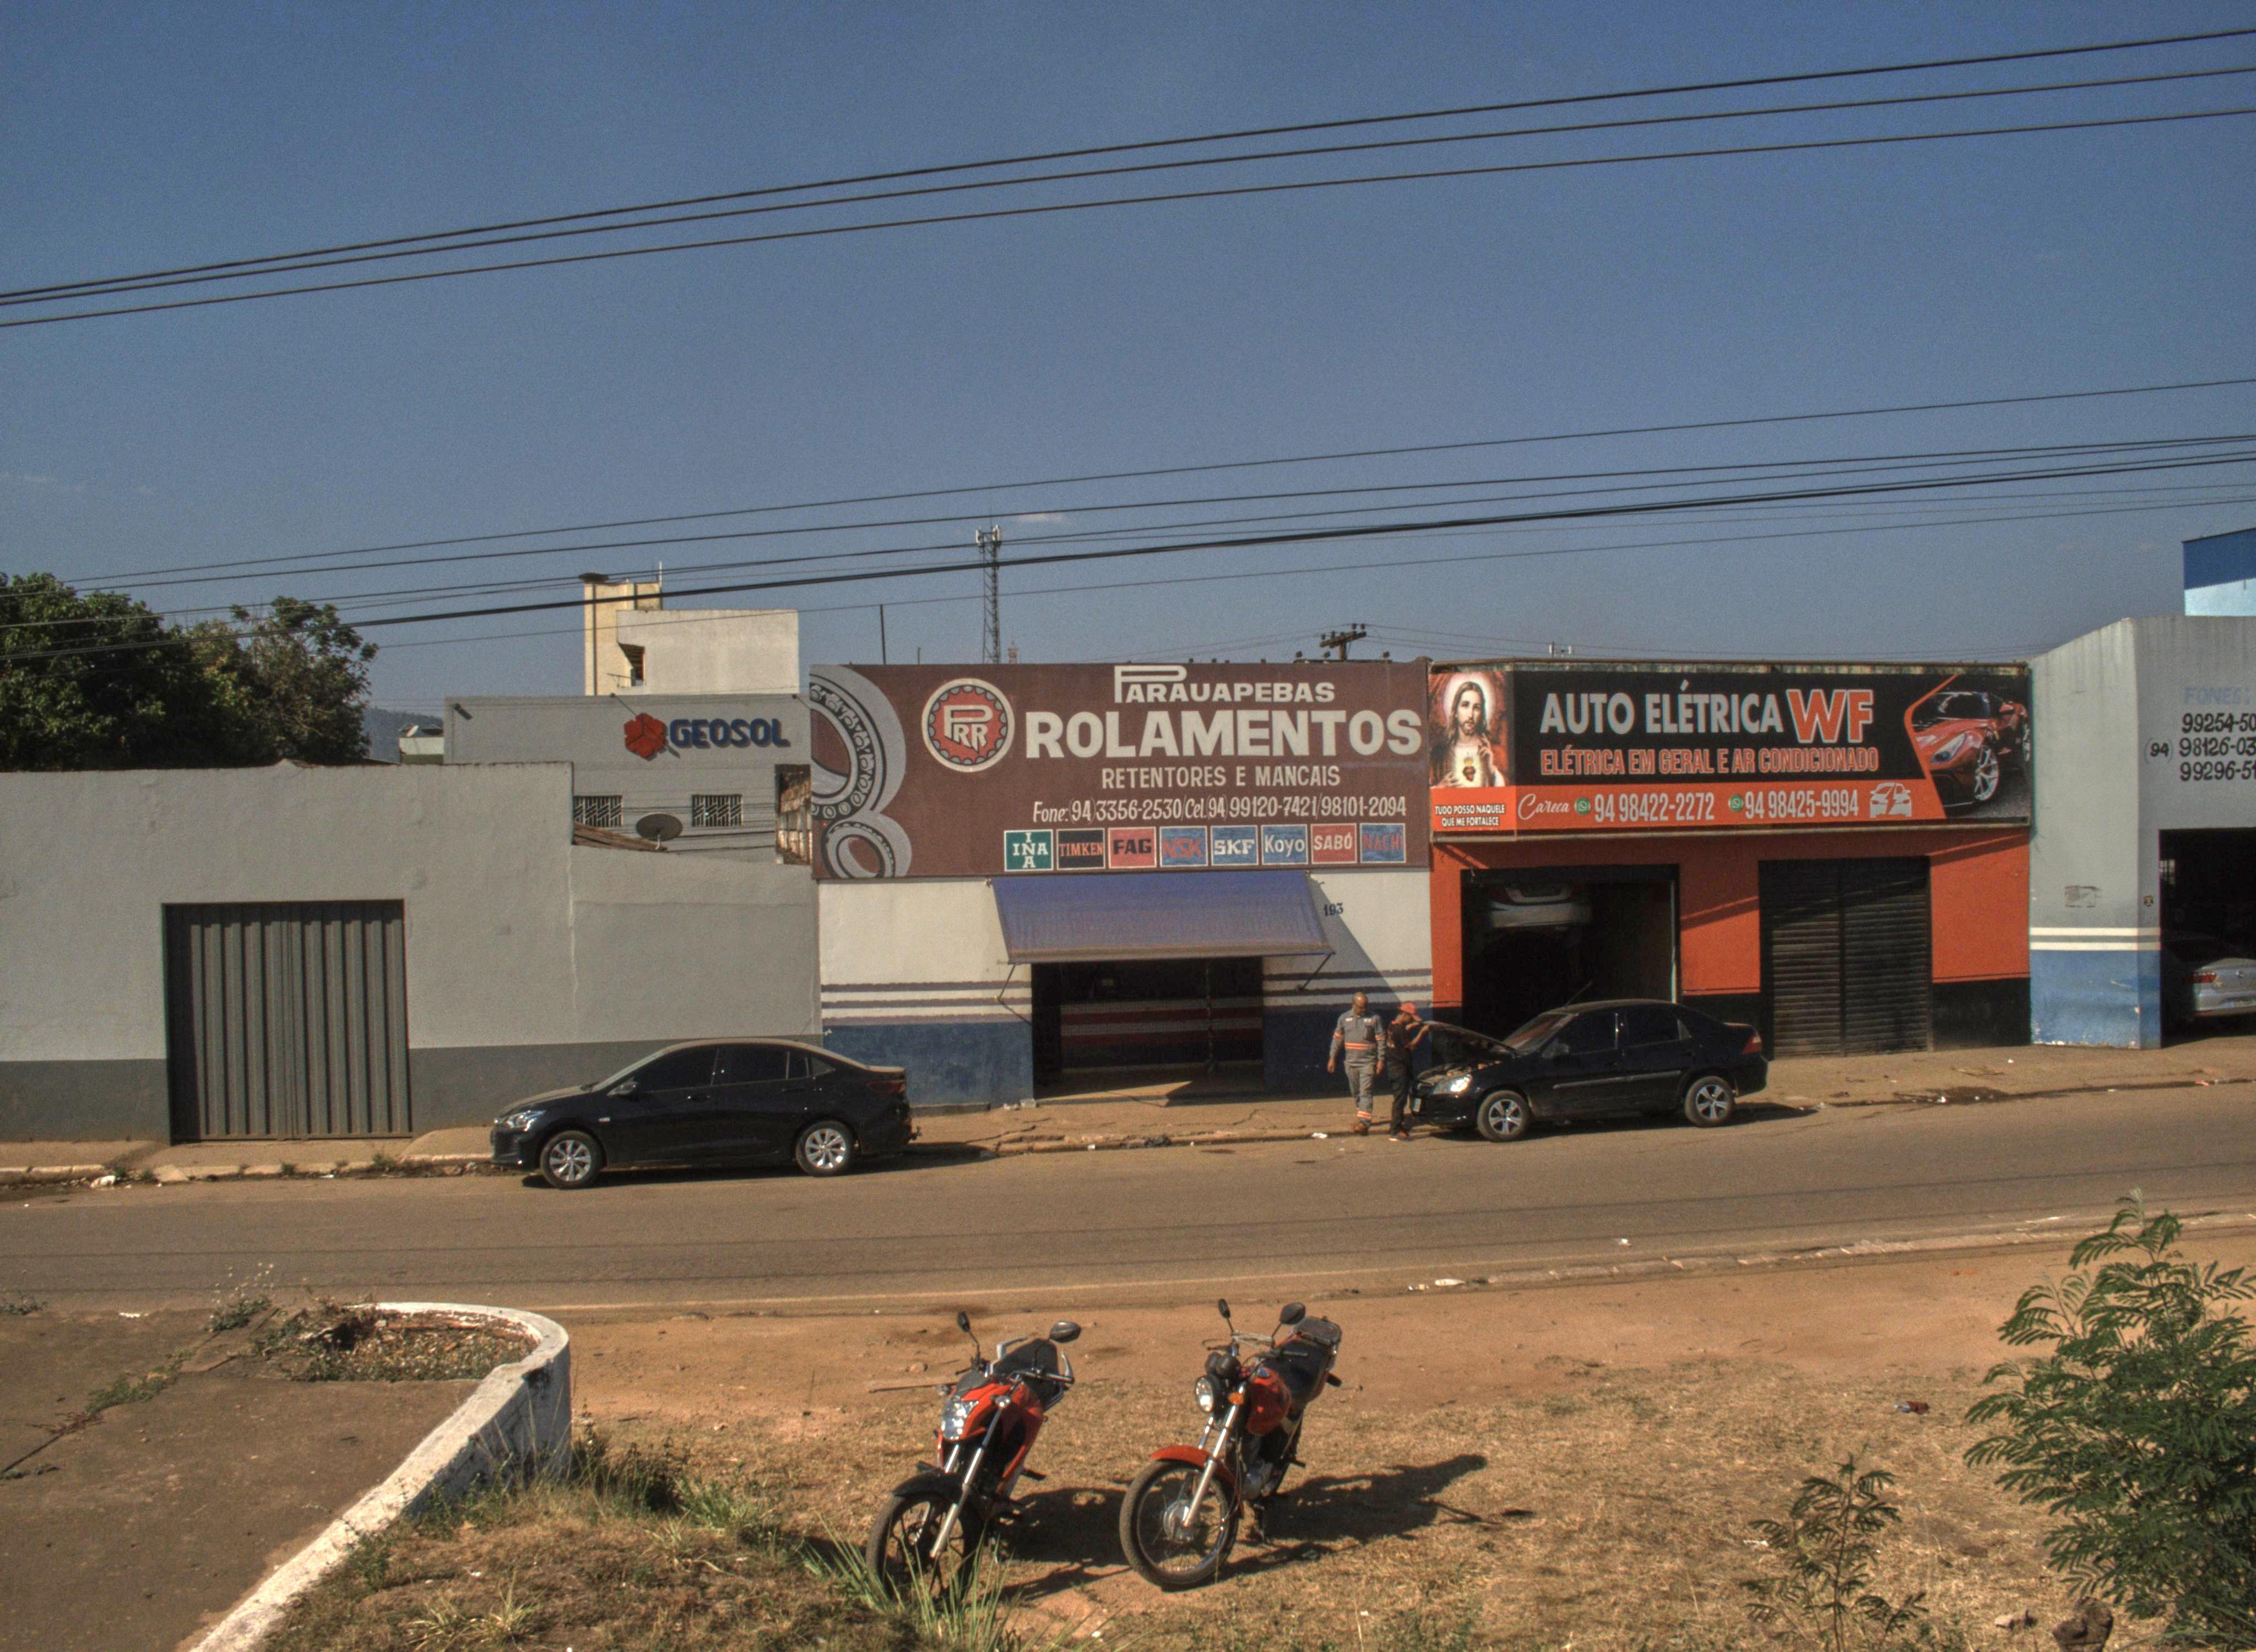 GEOSOL
PRR
PARAUAPEBAS
ROLAMENTOS
RETENTORES E MANCAIS
Fone: 94/3356-2530/Cel.94/99120-7421/98101-2094
INA
INA
TIMKEN
FAG
NSK
SKF
Koyo
SABÓ
NACHI
193
AUTO ELÉTRICA WF
ELÉTRICA EM GERAL E AR CONDICIONADO
TUDO POSSO NAQUELE
QUE ME FORTALECE
Careca 94 98422-2272 94 98425-9994
FONES:
99254-50
(94) 98126-03
99296-51